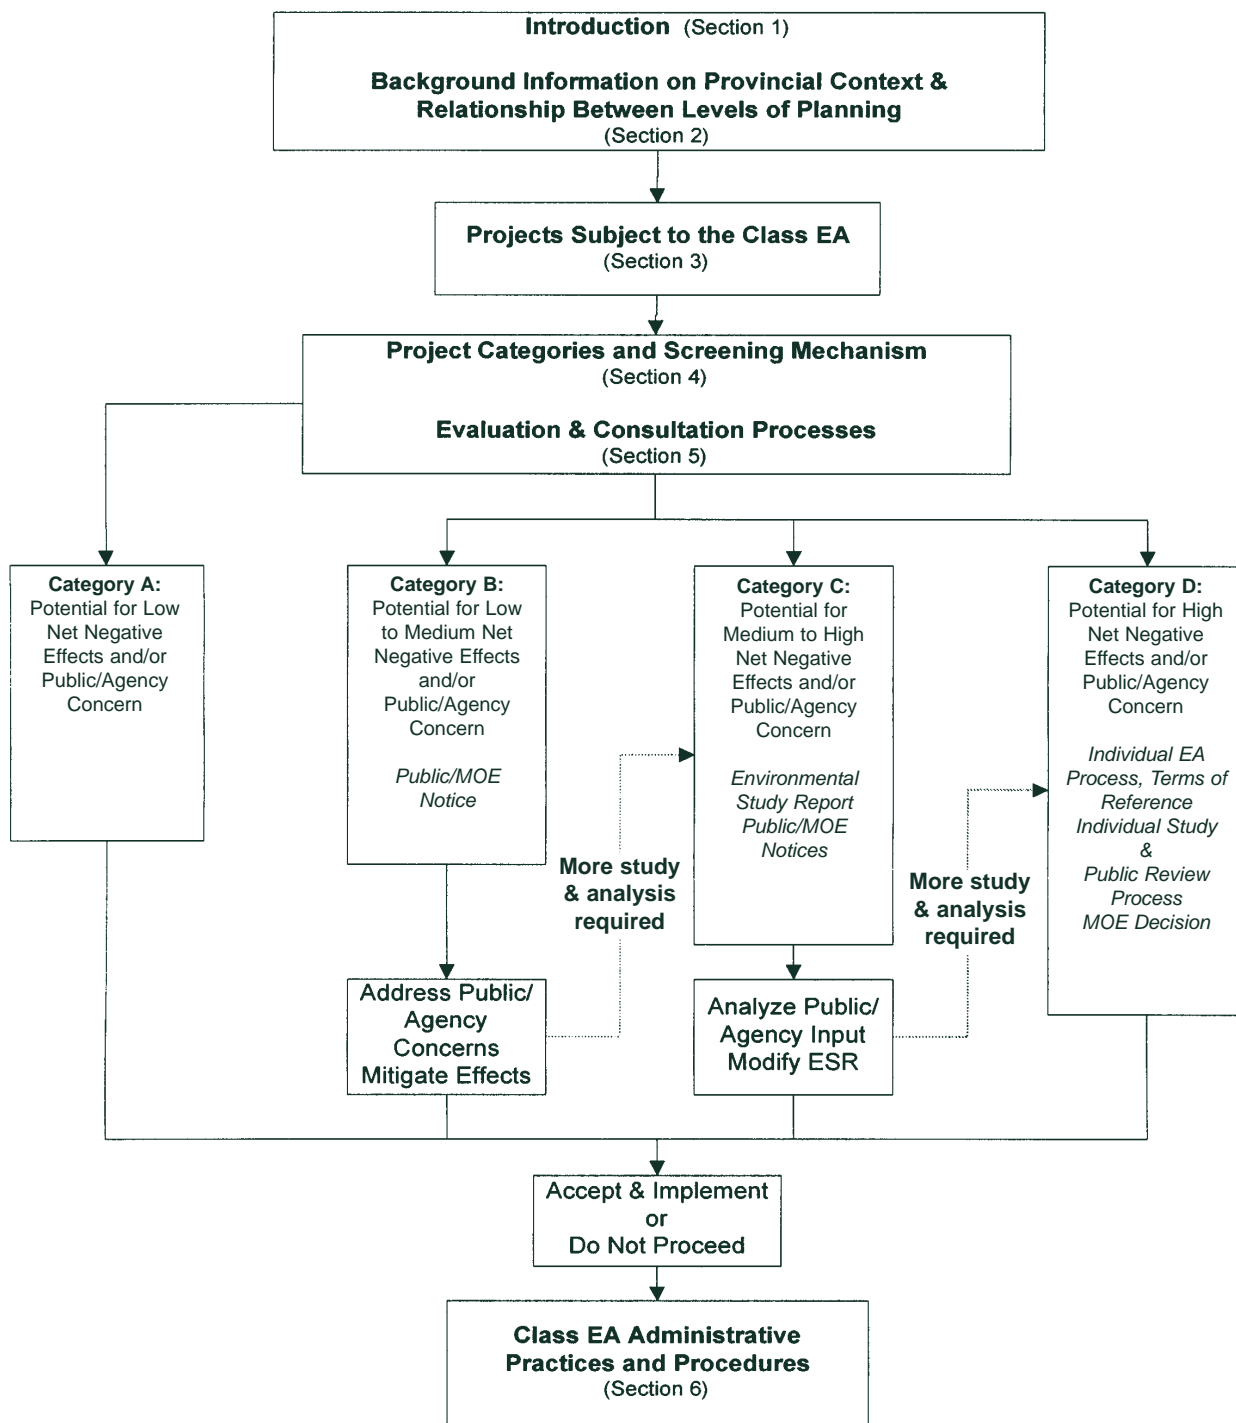 Introduction (Section 1)
Background Information on Provincial Context &
Relationship Between Levels of Planning
(Section 2)
Projects Subject to the Class EA
(Section 3)
Project Categories and Screening Mechanism
(Section 4)
Evaluation & Consultation Processes
(Section 5)
Category A:
Potential for Low
Net Negative
Effects and/or
Public/Agency
Concern
Category B:
Potential for Low
to Medium Net
Negative Effects
and/or
Public/Agency
Concern
Public/MOE
Notice
Category C:
Potential for
Medium to High
Net Negative
Effects and/or
Public/Agency
Concern
Environmental
Study Report
Public/MOE
Notices
Category D:
Potential for High
Net Negative
Effects and/or
Public/Agency
Concern
Individual EA
Process, Terms of
Reference
Individual Study
&
Public Review
Process
MOE Decision
More study
& analysis
required
More study
& analysis
required
Address Public/
Agency
Concerns
Mitigate Effects
Analyze Public/
Agency Input
Modify ESR
Accept & Implement
or
Do Not Proceed
Class EA Administrative
Practices and Procedures
(Section 6)